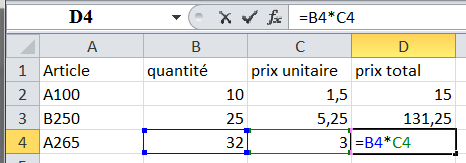 D4 fx =B4*C4
A B C D
1 Article quantité prix unitaire prix total
2 A100 10 1,5 15
3 B250 25 5,25 131,25
4 A265 32 3 =B4*C4